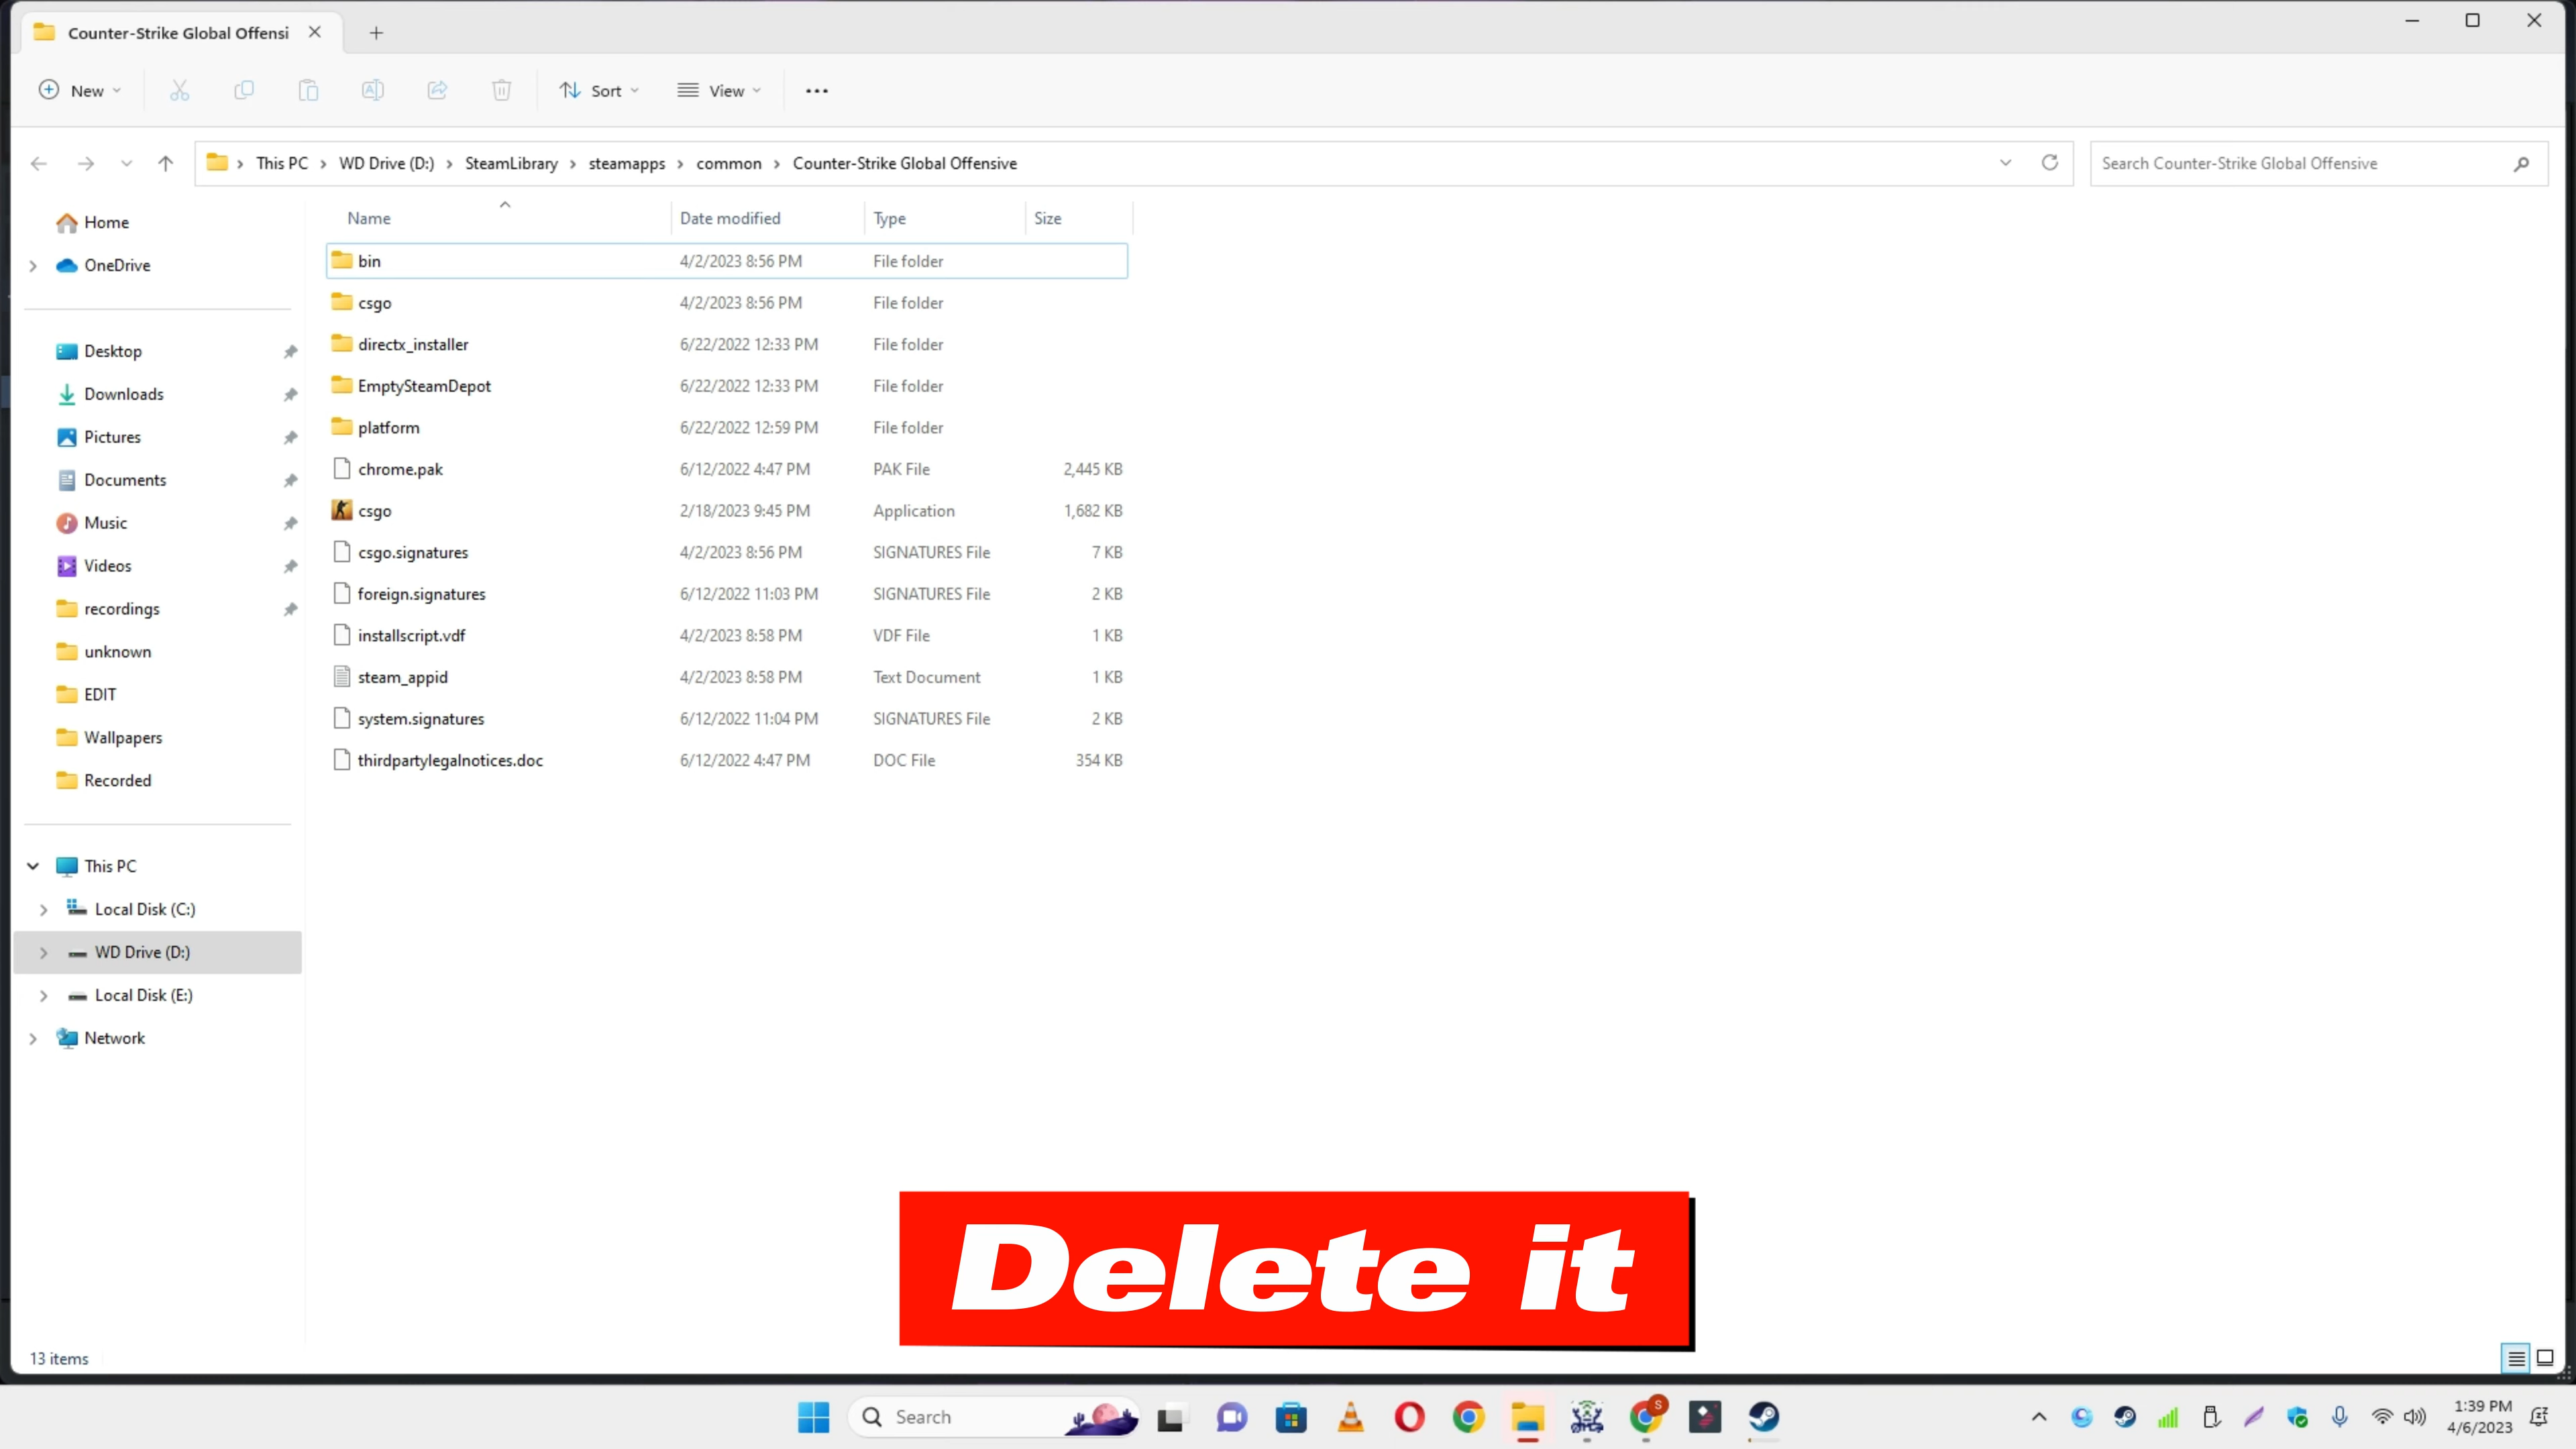 Counter-Strike Global Offensi
New
Sort
View
This PC > WD Drive (D:) > SteamLibrary > steamapps > common > Counter-Strike Global Offensive
Search Counter-Strike Global Offensive
Name Date modified Type Size
Home
OneDrive
Desktop
Downloads
Pictures
Documents
Music
Videos
recordings
unknown
EDIT
Wallpapers
Recorded
This PC
Local Disk (C:)
WD Drive (D:)
Local Disk (E:)
Network
bin 4/2/2023 8:56 PM File folder
csgo 4/2/2023 8:56 PM File folder
directx_installer 6/22/2022 12:33 PM File folder
EmptySteamDepot 6/22/2022 12:33 PM File folder
platform 6/22/2022 12:59 PM File folder
chrome.pak 6/12/2022 4:47 PM PAK File 2,445 KB
csgo 2/18/2023 9:45 PM Application 1,682 KB
csgo.signatures 4/2/2023 8:56 PM SIGNATURES File 7 KB
foreign.signatures 6/12/2022 11:03 PM SIGNATURES File 2 KB
installscript.vdf 4/2/2023 8:58 PM VDF File 1 KB
steam_appid 4/2/2023 8:58 PM Text Document 1 KB
system.signatures 6/12/2022 11:04 PM SIGNATURES File 2 KB
thirdpartylegalnotices.doc 6/12/2022 4:47 PM DOC File 354 KB
Delete it
13 items
Search
S
1:39 PM
4/6/2023